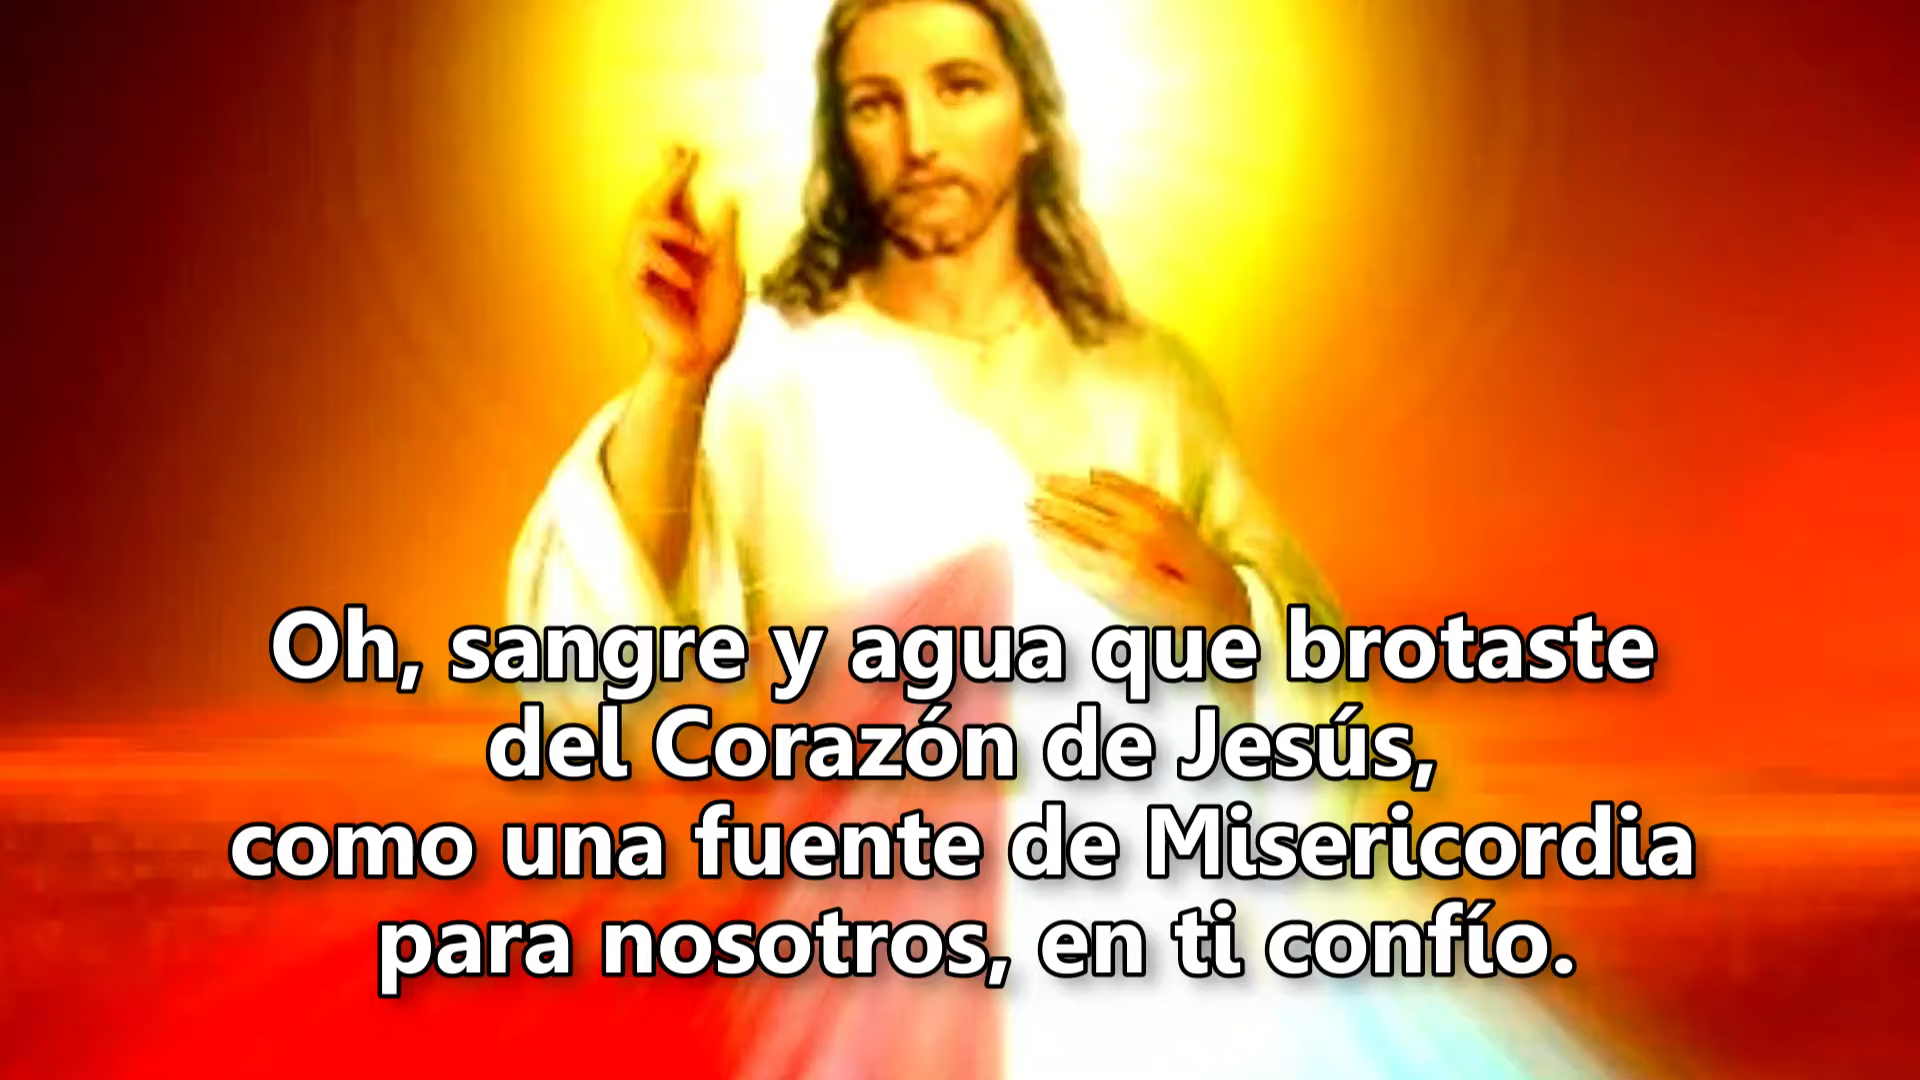 Oh, sangre y agua que brotaste
del Corazón de Jesús,
como una fuente de Misericordia
para nosotros, en ti confío.